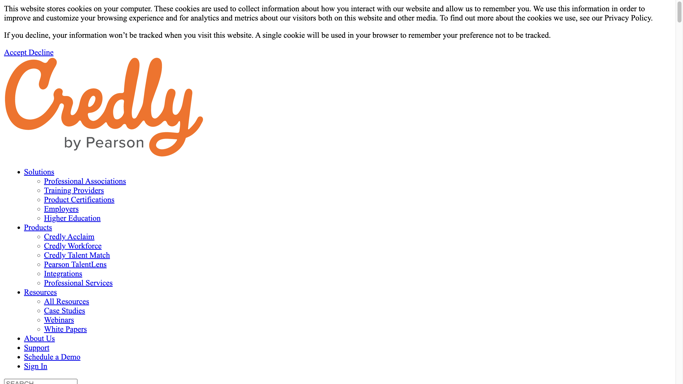 This website stores cookies on your computer. These cookies are used to collect information about how you interact with our website and allow us to remember you. We use this information in order to
improve and customize your browsing experience and for analytics and metrics about our visitors both on this website and other media. To find out more about the cookies we use, see our Privacy Policy.
If you decline, your information won't be tracked when you visit this website. A single cookie will be used in your browser to remember your preference not to be tracked.
Accept Decline
Credly
by Pearson
Solutions
Professional Associations
Training Providers
Product Certifications
Employers
Higher Education
Products
Credly Acclaim
Credly Workforce
Credly Talent Match
Pearson TalentLens
Integrations
Professional Services
Resources
All Resources
Case Studies
Webinars
White Papers
About Us
Support
Schedule a Demo
Sign In
SEARCH